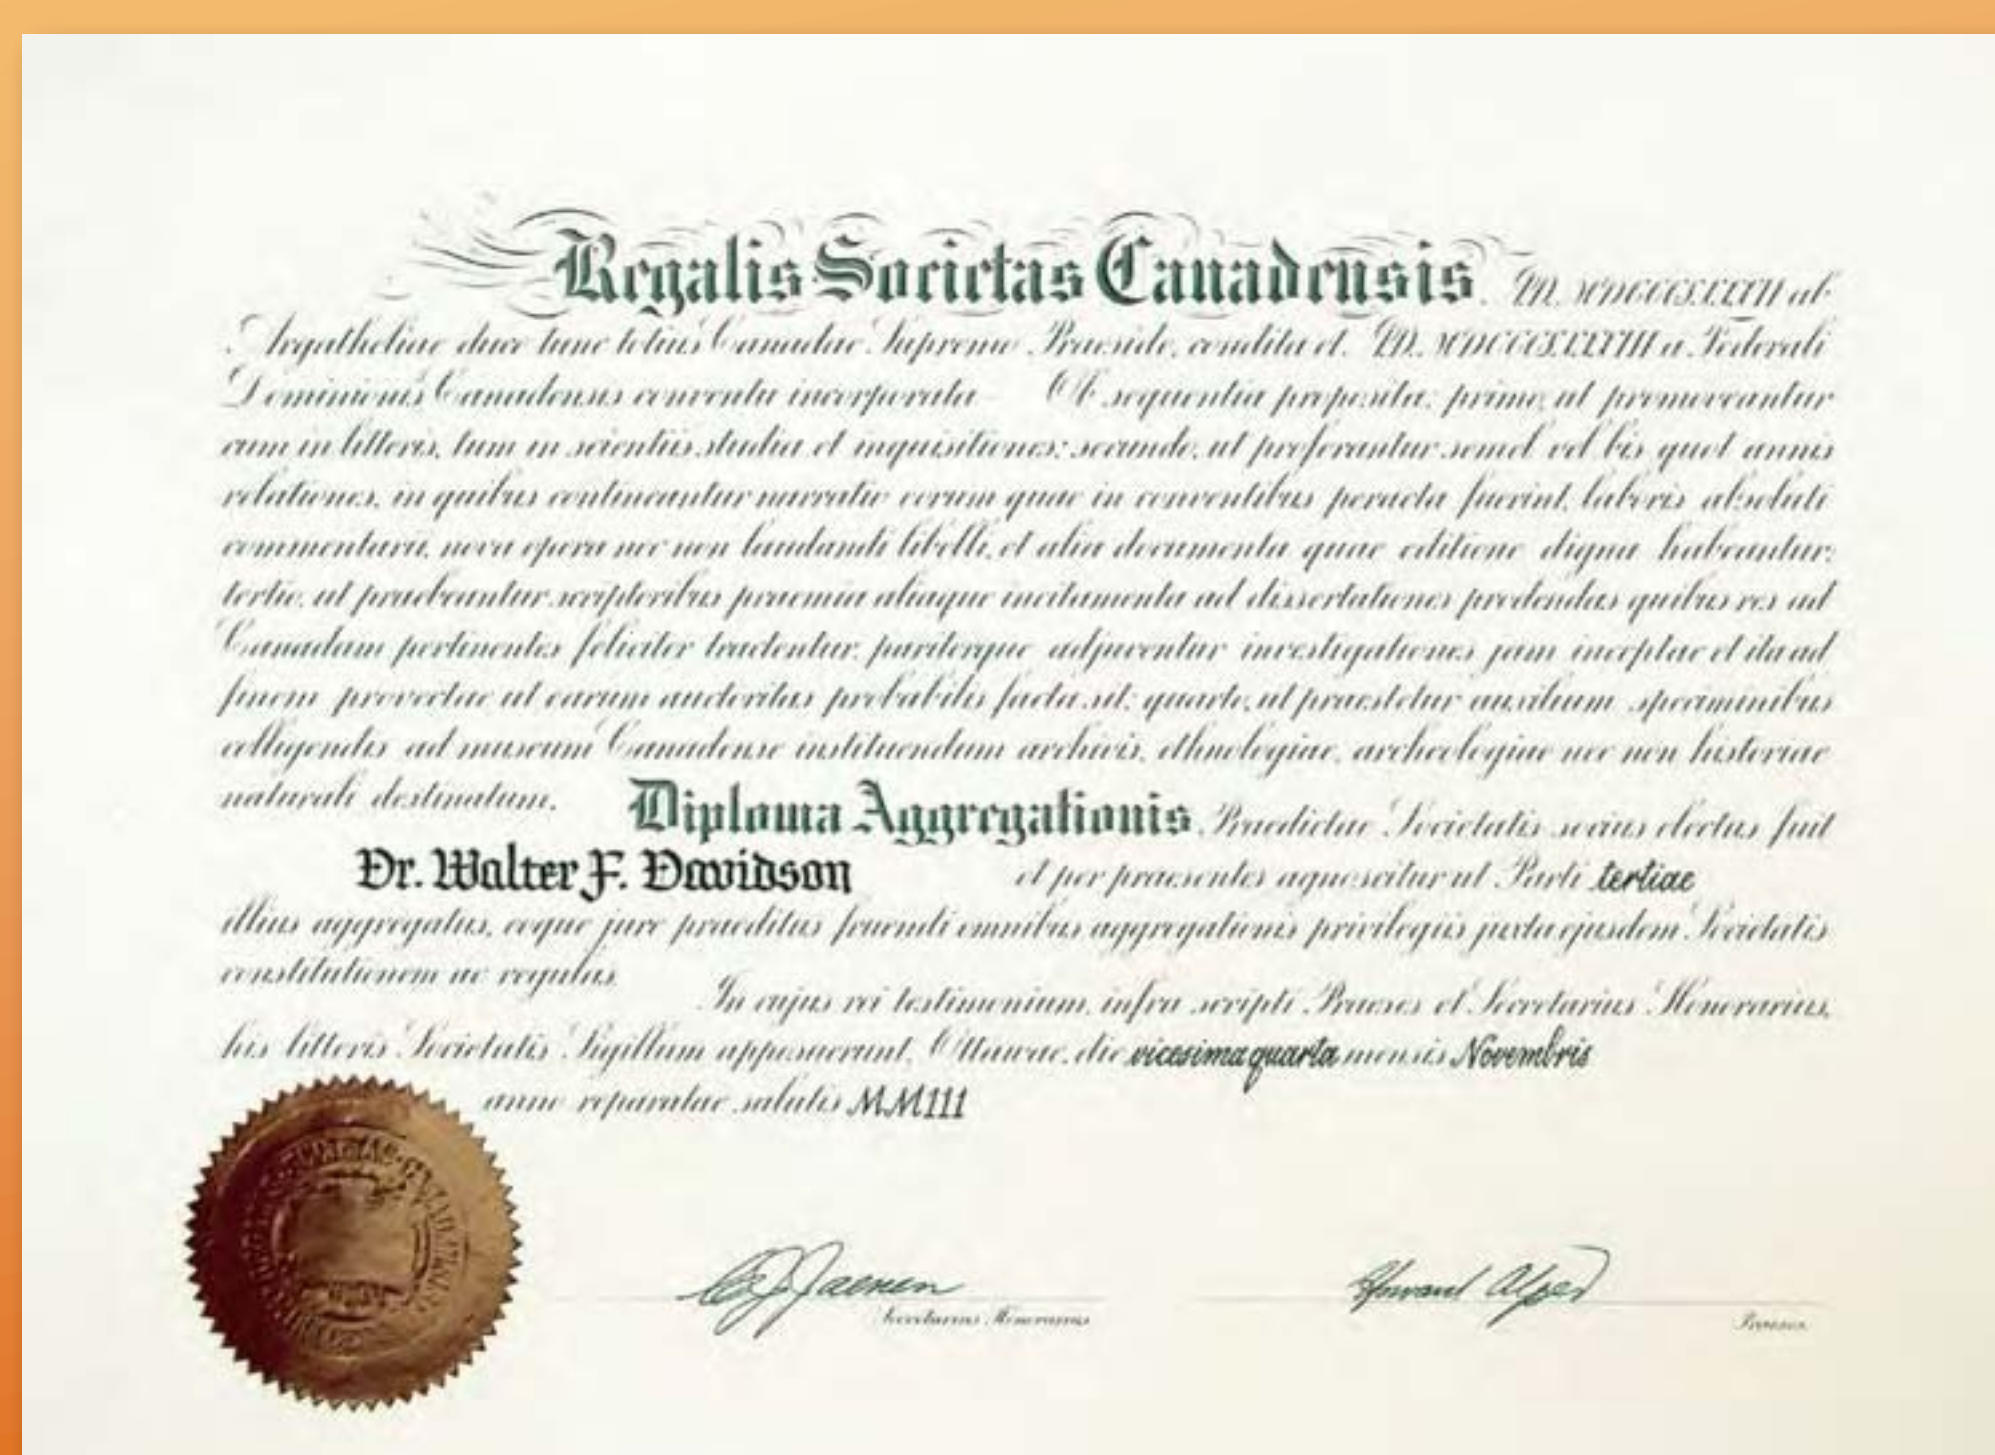 Regalis Societas Canadensis. ab
Argatheliae duce tunc totius Canadae Supremo Praeside, condita et. a Federali
Dominionis Canadensis conventu incorporata — Ob sequentia proposita: primo, ut promoveantur
cum in litteris, tum in scientiis studia et inquisitiones: secundo, ut proferantur semel vel bis quot annis
relationes, in quibus contineantur narratio eorum quae in conventibus peracta fuerint, laboris absoluti
commentarii, nova opera nec non laudandi libelli, et alia documenta quae editione digna habeantur:
tertio, ut praebeantur scriptoribus praemia aliaque incitamenta ad dissertationes prodendas quibus res ad
Canadam pertinentes feliciter tractentur, pariterque adjuventur investigationes jam inceptae et ita ad
finem provectae ut earum auctoritas probabilis facta sit: quarto, ut praestetur auxilium speciminibus
colligendis ad museum Canadense instituendum archivis, ethnologiae, archeologiae nec non historiae
naturali destinatum. Diploma Aggregationis. Praedictae Societatis socius electus fuit
Dr. Walter F. Davidson et per praesentes agnoscitur ut Parti tertiae
illius aggregatus, eoque jure praeditus fruendi omnibus aggregationis privilegiis juxta ejusdem Societatis
constitutionem ac regulas.
In cujus rei testimonium, infra scripti Praeses et Secretarius Honorarius,
his litteris Societatis Sigillum apposuerunt, Ottawae, die vicesima quarta mensis Novembris
anno reparatae salutis MMIII
Jaenen Howard Alper
Secretarius Honorarius Praeses